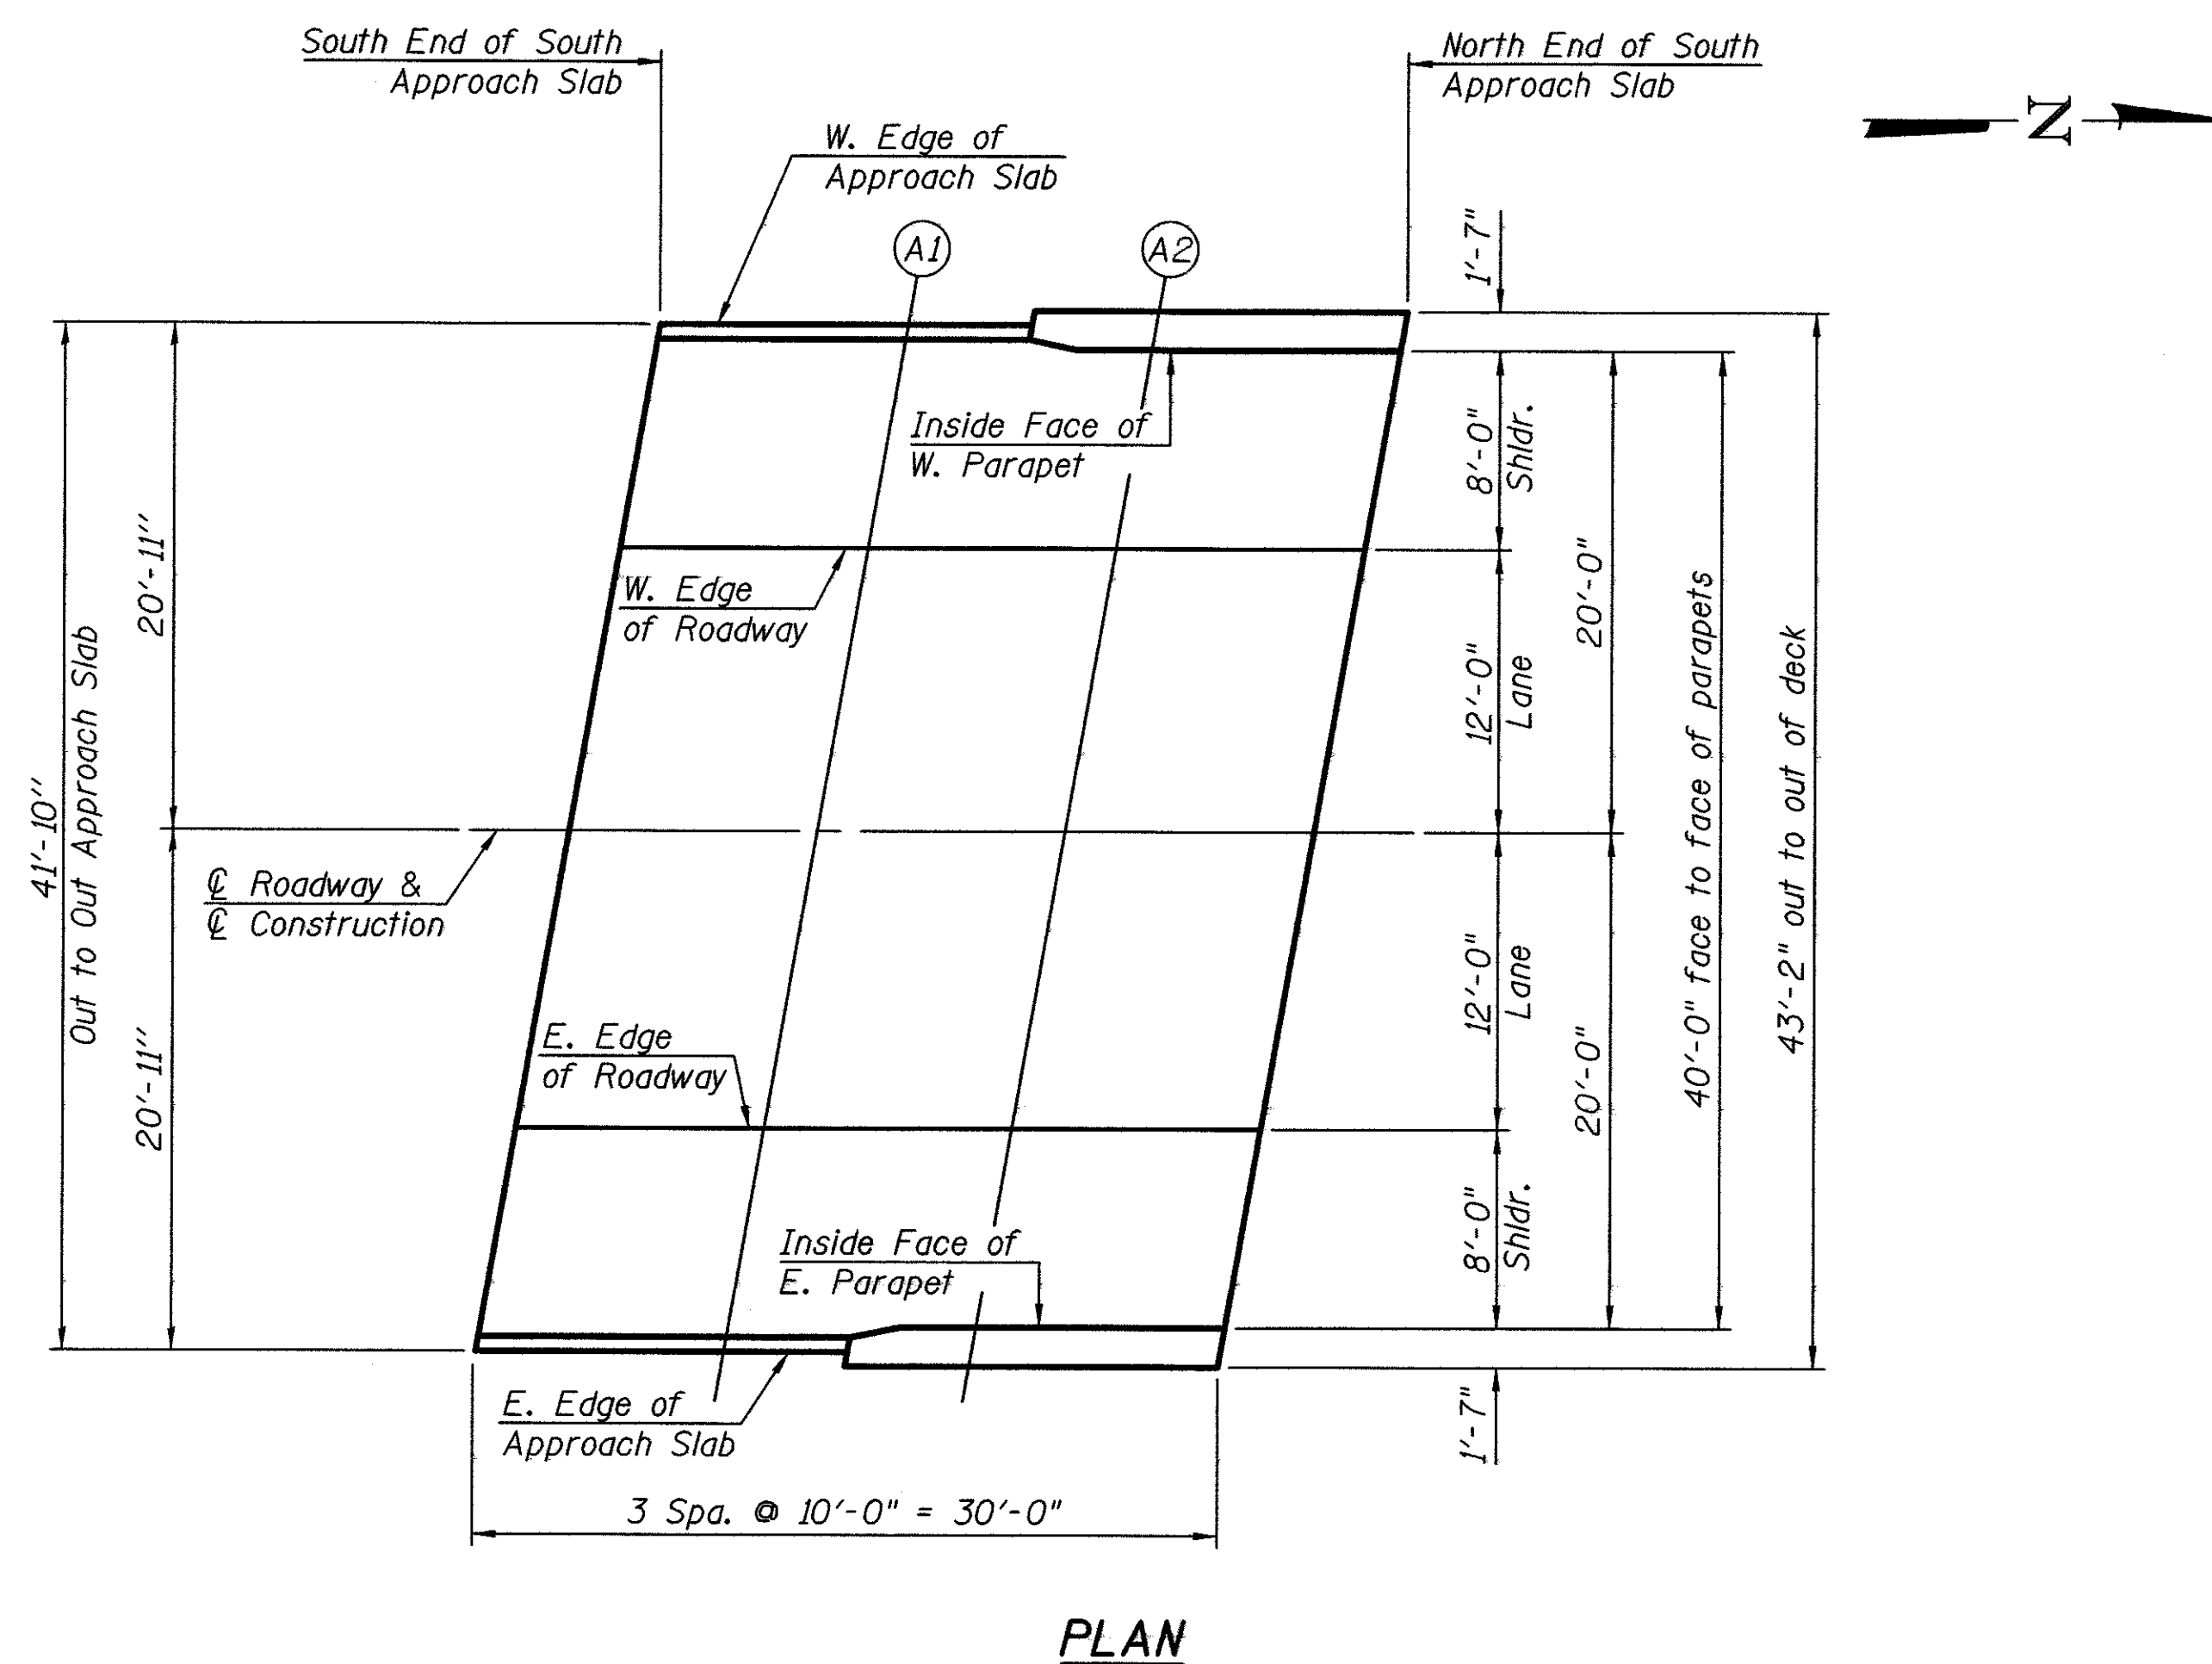 South End of South
Approach Slab
North End of South
Approach Slab
N
W. Edge of
Approach Slab
A1
A2
1'-7"
Inside Face of
W. Parapet
8'-0"
Shldr.
W. Edge
of Roadway
20'-11"
12'-0"
Lane
20'-0"
41'-10"
Out to Out Approach Slab
40'-0" face to face of parapets
43'-2" out to out of deck
℄ Roadway &
℄ Construction
E. Edge
of Roadway
20'-11"
12'-0"
Lane
20'-0"
Inside Face of
E. Parapet
8'-0"
Shldr.
E. Edge of
Approach Slab
1'-7"
3 Spa. @ 10'-0" = 30'-0"
PLAN